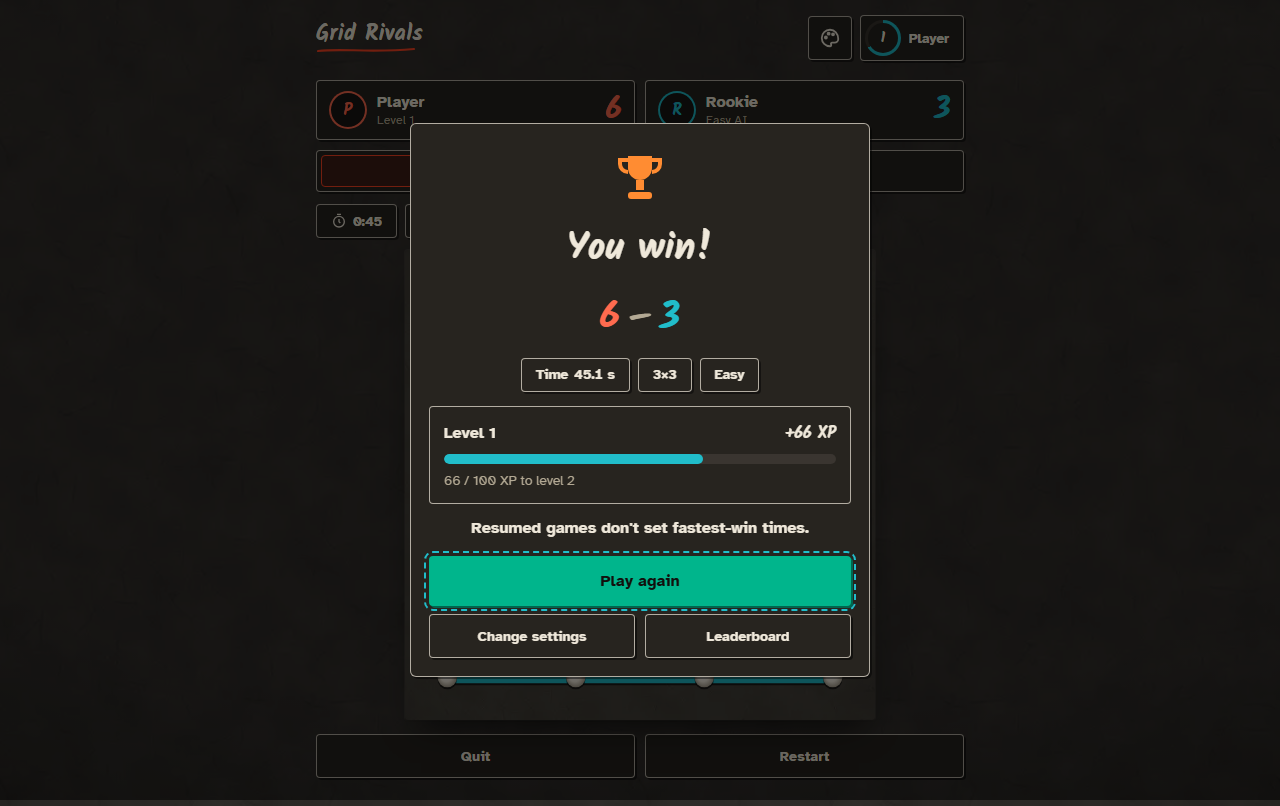 Grid Rivals
1 Player
P Player 6
Level 1
R Rookie 3
Easy AI
0:45
You win!
6 – 3
Time 45.1 s 3×3 Easy
Level 1 +66 XP
66 / 100 XP to level 2
Resumed games don't set fastest-win times.
Play again
Change settings Leaderboard
Quit Restart